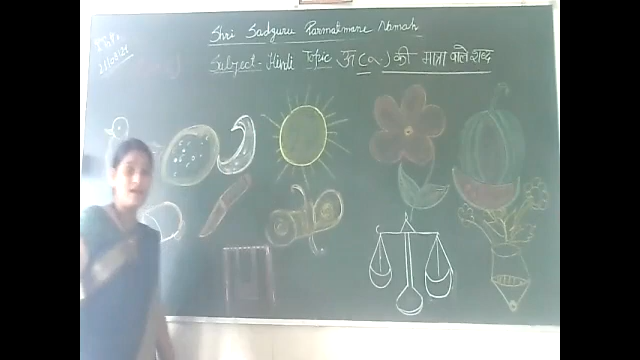 Shri Sadguru Parmatmane Namah
Subject - Hindi Topic ऊ ( ू ) की मात्रा वाले शब्द